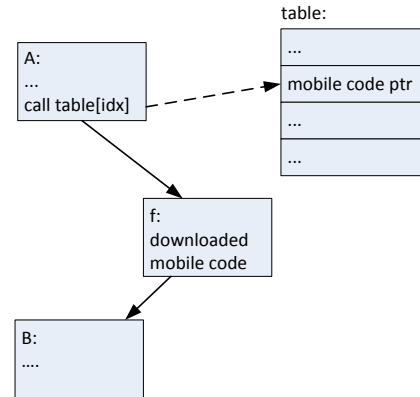 table:
...
mobile code ptr
...
...
A:
...
call table[idx]
f:
downloaded
mobile code
B:
....